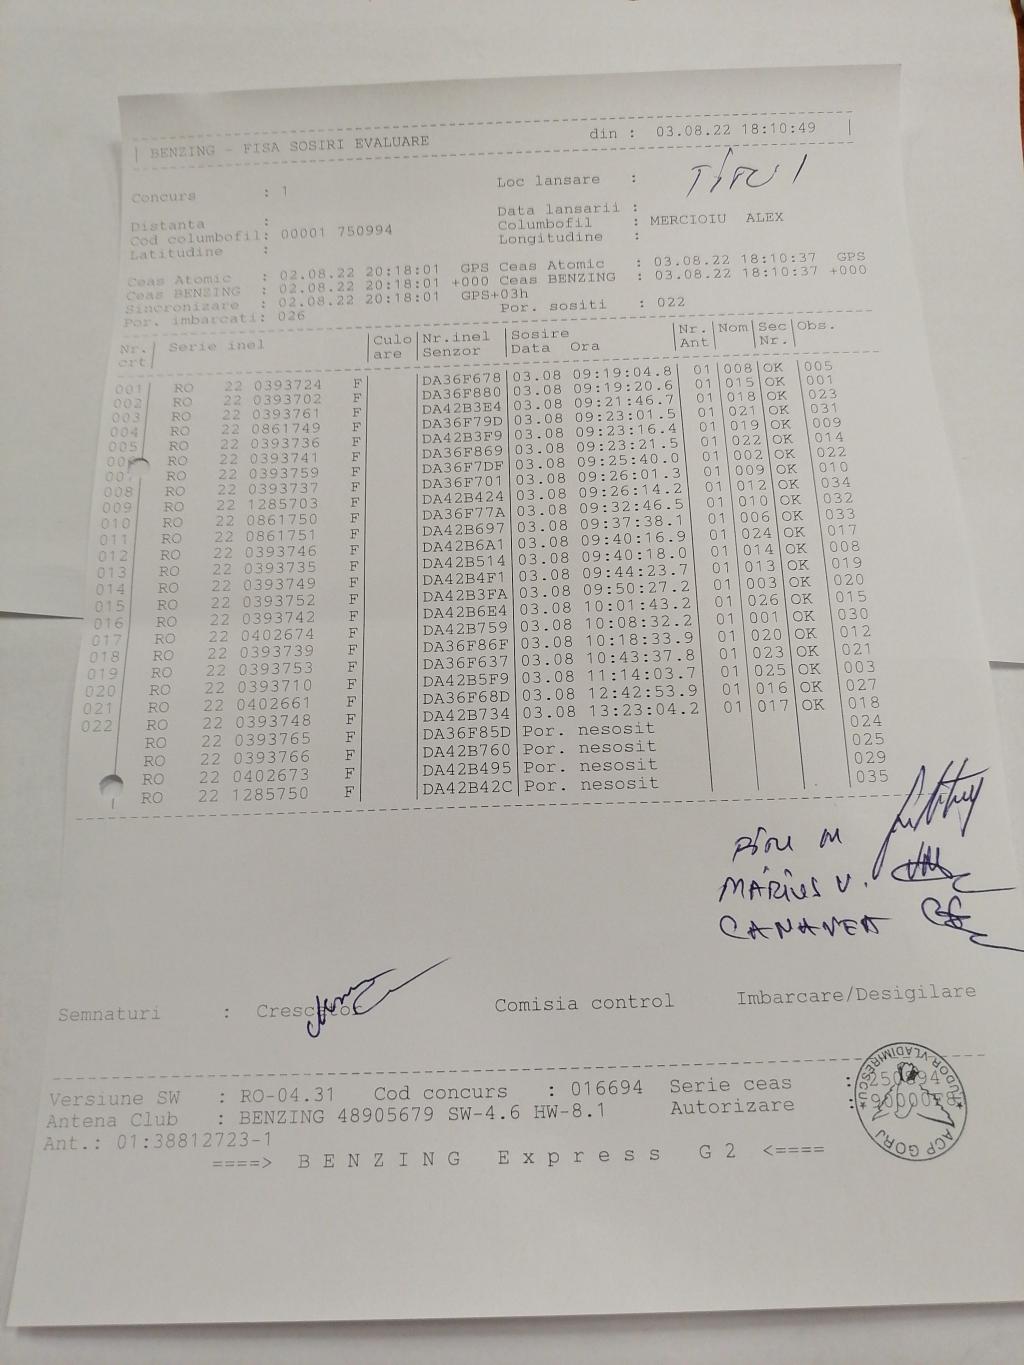 BENZING - FISA SOSIRI EVALUARE din : 03.08.22 18:10:49
Concurs : 1 Loc lansare :
Distanta : Data lansarii :
Cod columbofil: 00001 750994 Columbofil : MERCIOIU ALEX
Latitudine : Longitudine :
Ceas Atomic : 02.08.22 20:18:01 GPS Ceas Atomic : 03.08.22 18:10:37 GPS
Ceas BENZING : 02.08.22 20:18:01 +000 Ceas BENZING : 03.08.22 18:10:37 +000
Sincronizare : 02.08.22 20:18:01 GPS+03h
Por. imbarcati: 026 Por. sositi : 022
Nr. Serie inel Culo Nr.inel Sosire Nr. Nom Sec Obs.
crt are Senzor Data Ora Ant Nr.
001 RO 22 0393724 F DA36F678 03.08 09:19:04.8 01 008 OK 005
002 RO 22 0393702 F DA36F880 03.08 09:19:20.6 01 015 OK 001
003 RO 22 0393761 F DA42B3E4 03.08 09:21:46.7 01 018 OK 023
004 RO 22 0861749 F DA36F79D 03.08 09:23:01.5 01 021 OK 031
005 RO 22 0393736 F DA42B3F9 03.08 09:23:16.4 01 019 OK 009
RO 22 0393741 F DA36F869 03.08 09:23:21.5 01 022 OK 014
RO 22 0393759 F DA36F7DF 03.08 09:25:40.0 01 002 OK 022
008 RO 22 0393737 F DA36F701 03.08 09:26:01.3 01 009 OK 010
009 RO 22 1285703 F DA42B424 03.08 09:26:14.2 01 012 OK 034
010 RO 22 0861750 F DA36F77A 03.08 09:32:46.5 01 010 OK 032
011 RO 22 0861751 F DA42B697 03.08 09:37:38.1 01 006 OK 033
012 RO 22 0393746 F DA42B6A1 03.08 09:40:16.9 01 024 OK 017
013 RO 22 0393735 F DA42B514 03.08 09:40:18.0 01 014 OK 008
014 RO 22 0393749 F DA42B4F1 03.08 09:44:23.7 01 013 OK 019
015 RO 22 0393752 F DA42B3FA 03.08 09:50:27.2 01 003 OK 020
016 RO 22 0393742 F DA42B6E4 03.08 10:01:43.2 01 026 OK 015
017 RO 22 0402674 F DA42B759 03.08 10:08:32.2 01 001 OK 030
018 RO 22 0393739 F DA36F86F 03.08 10:18:33.9 01 020 OK 012
019 RO 22 0393753 F DA36F637 03.08 10:43:37.8 01 023 OK 021
020 RO 22 0393710 F DA42B5F9 03.08 11:14:03.7 01 025 OK 003
021 RO 22 0402661 F DA36F68D 03.08 12:42:53.9 01 016 OK 027
022 RO 22 0393748 F DA42B734 03.08 13:23:04.2 01 017 OK 018
RO 22 0393765 F DA36F85D Por. nesosit 024
RO 22 0393766 F DA42B760 Por. nesosit 025
RO 22 0402673 F DA42B495 Por. nesosit 029
RO 22 1285750 F DA42B42C Por. nesosit 035
MARIUS V.
Semnaturi : Crescator Comisia control Imbarcare/Desigilare
Versiune SW : RO-04.31 Cod concurs : 016694 Serie ceas :
Antena Club : BENZING 48905679 SW-4.6 HW-8.1 Autorizare :
Ant.: 01:38812723-1
====> BENZING Express G2 <====
TUDOR VLADIMIRESCU
ACP GORJ